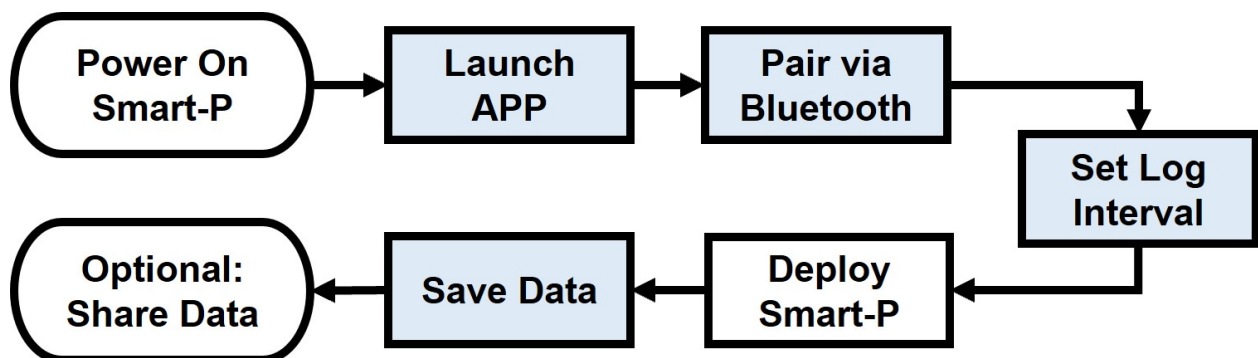 Power On
Smart-P
Launch
APP
Pair via
Bluetooth
Set Log
Interval
Deploy
Smart-P
Save Data
Optional:
Share Data